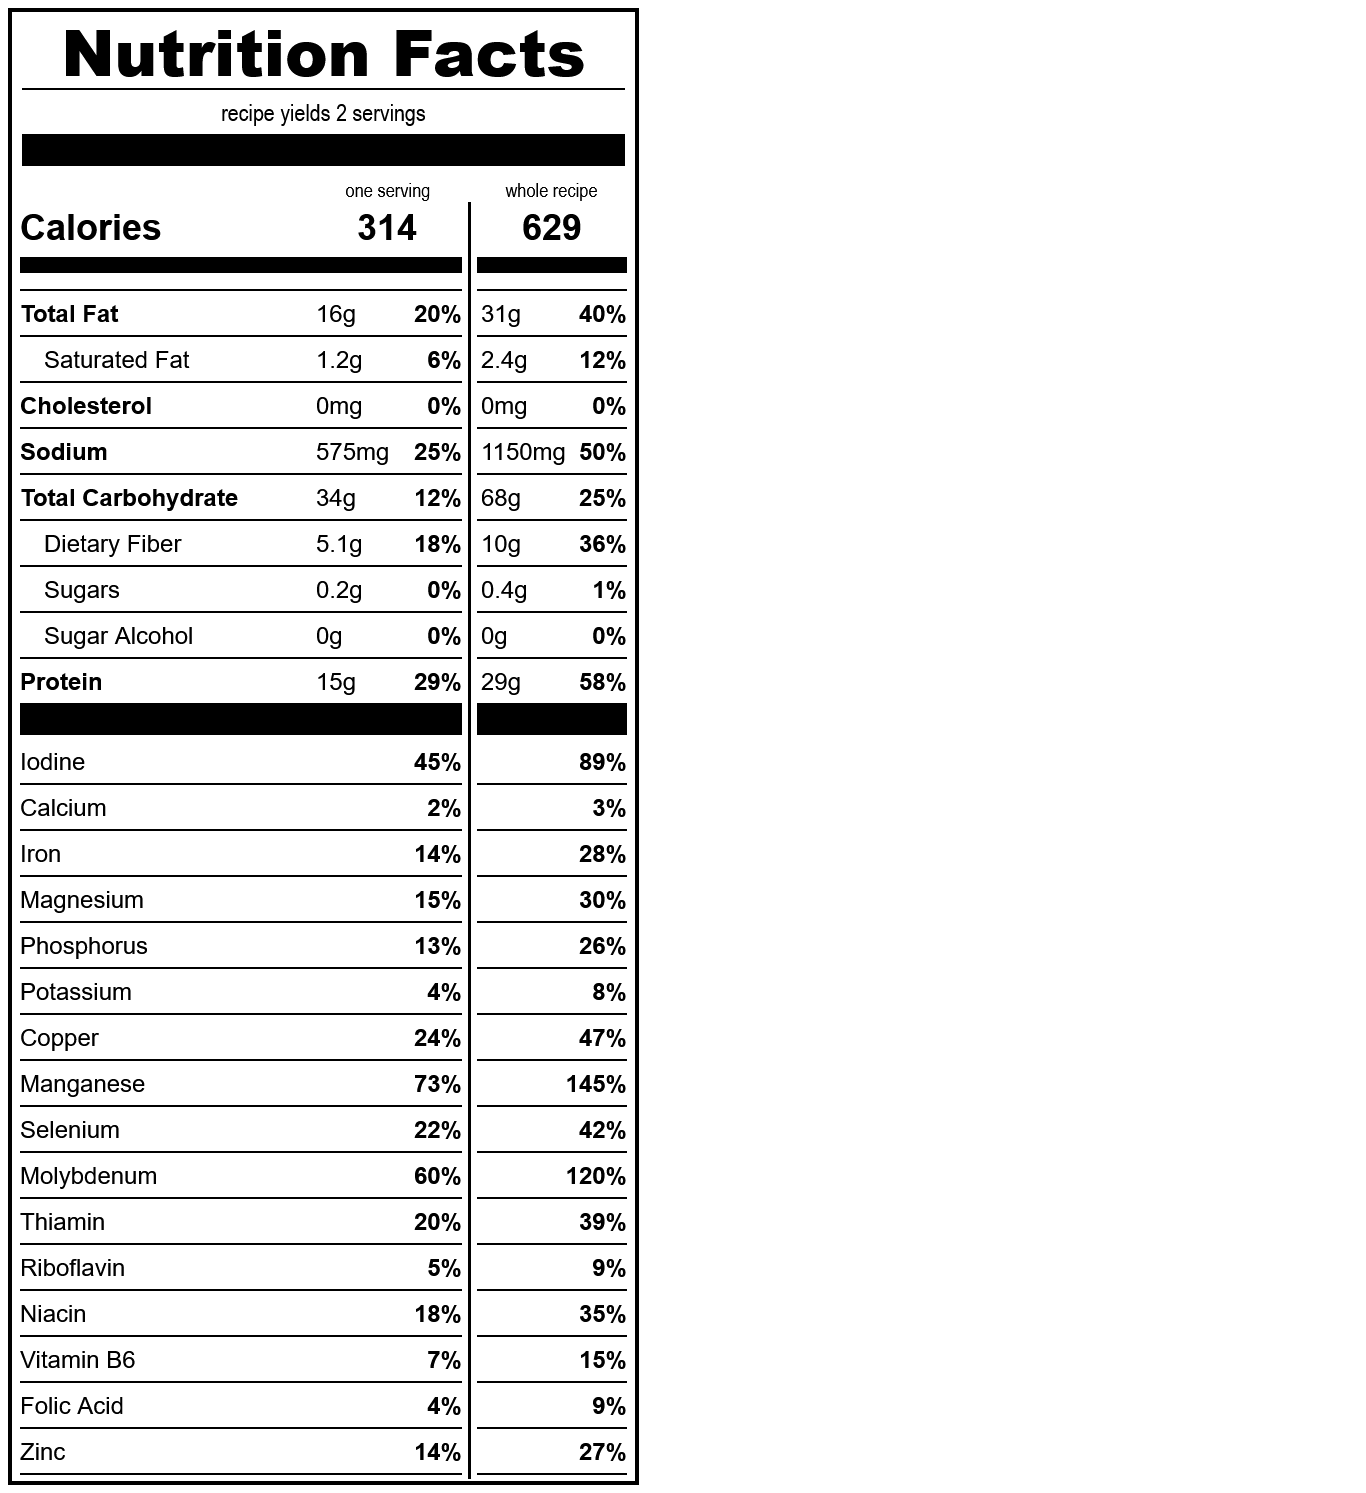 Nutrition Facts
recipe yields 2 servings
one serving whole recipe
Calories 314 629
Total Fat 16g 20% 31g 40%
Saturated Fat 1.2g 6% 2.4g 12%
Cholesterol 0mg 0% 0mg 0%
Sodium 575mg 25% 1150mg 50%
Total Carbohydrate 34g 12% 68g 25%
Dietary Fiber 5.1g 18% 10g 36%
Sugars 0.2g 0% 0.4g 1%
Sugar Alcohol 0g 0% 0g 0%
Protein 15g 29% 29g 58%
Iodine 45% 89%
Calcium 2% 3%
Iron 14% 28%
Magnesium 15% 30%
Phosphorus 13% 26%
Potassium 4% 8%
Copper 24% 47%
Manganese 73% 145%
Selenium 22% 42%
Molybdenum 60% 120%
Thiamin 20% 39%
Riboflavin 5% 9%
Niacin 18% 35%
Vitamin B6 7% 15%
Folic Acid 4% 9%
Zinc 14% 27%